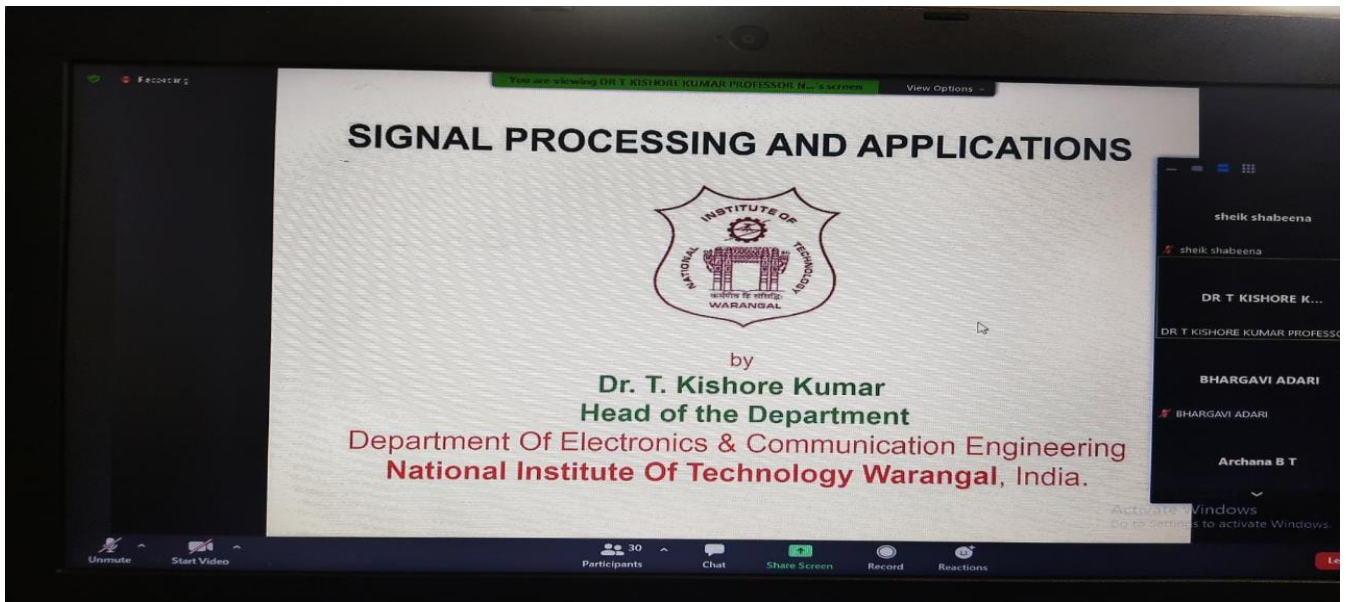 Recording
You are viewing DR T KISHORE KUMAR PROFESSOR N...'s screen
View Options
SIGNAL PROCESSING AND APPLICATIONS
NATIONAL INSTITUTE OF TECHNOLOGY
WARANGAL
by
Dr. T. Kishore Kumar
Head of the Department
Department Of Electronics & Communication Engineering
National Institute Of Technology Warangal, India.
sheik shabeena
sheik shabeena
DR T KISHORE K...
DR T KISHORE KUMAR PROFESSO
BHARGAVI ADARI
BHARGAVI ADARI
Archana B T
Activate Windows
Go to Settings to activate Windows.
Unmute
Start Video
30
Participants
Chat
Share Screen
Record
Reactions
Le